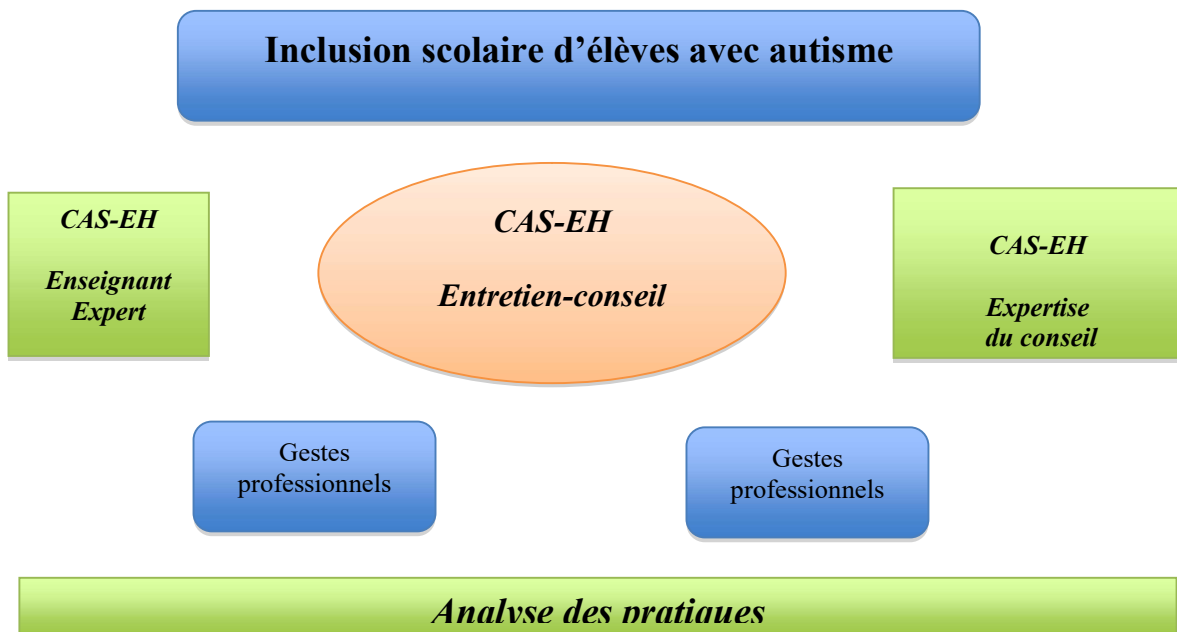 Inclusion scolaire d’élèves avec autisme
CAS-EH
Enseignant
Expert
CAS-EH
Entretien-conseil
CAS-EH
Expertise
du conseil
Gestes
professionnels
Gestes
professionnels
Analyse des pratiques